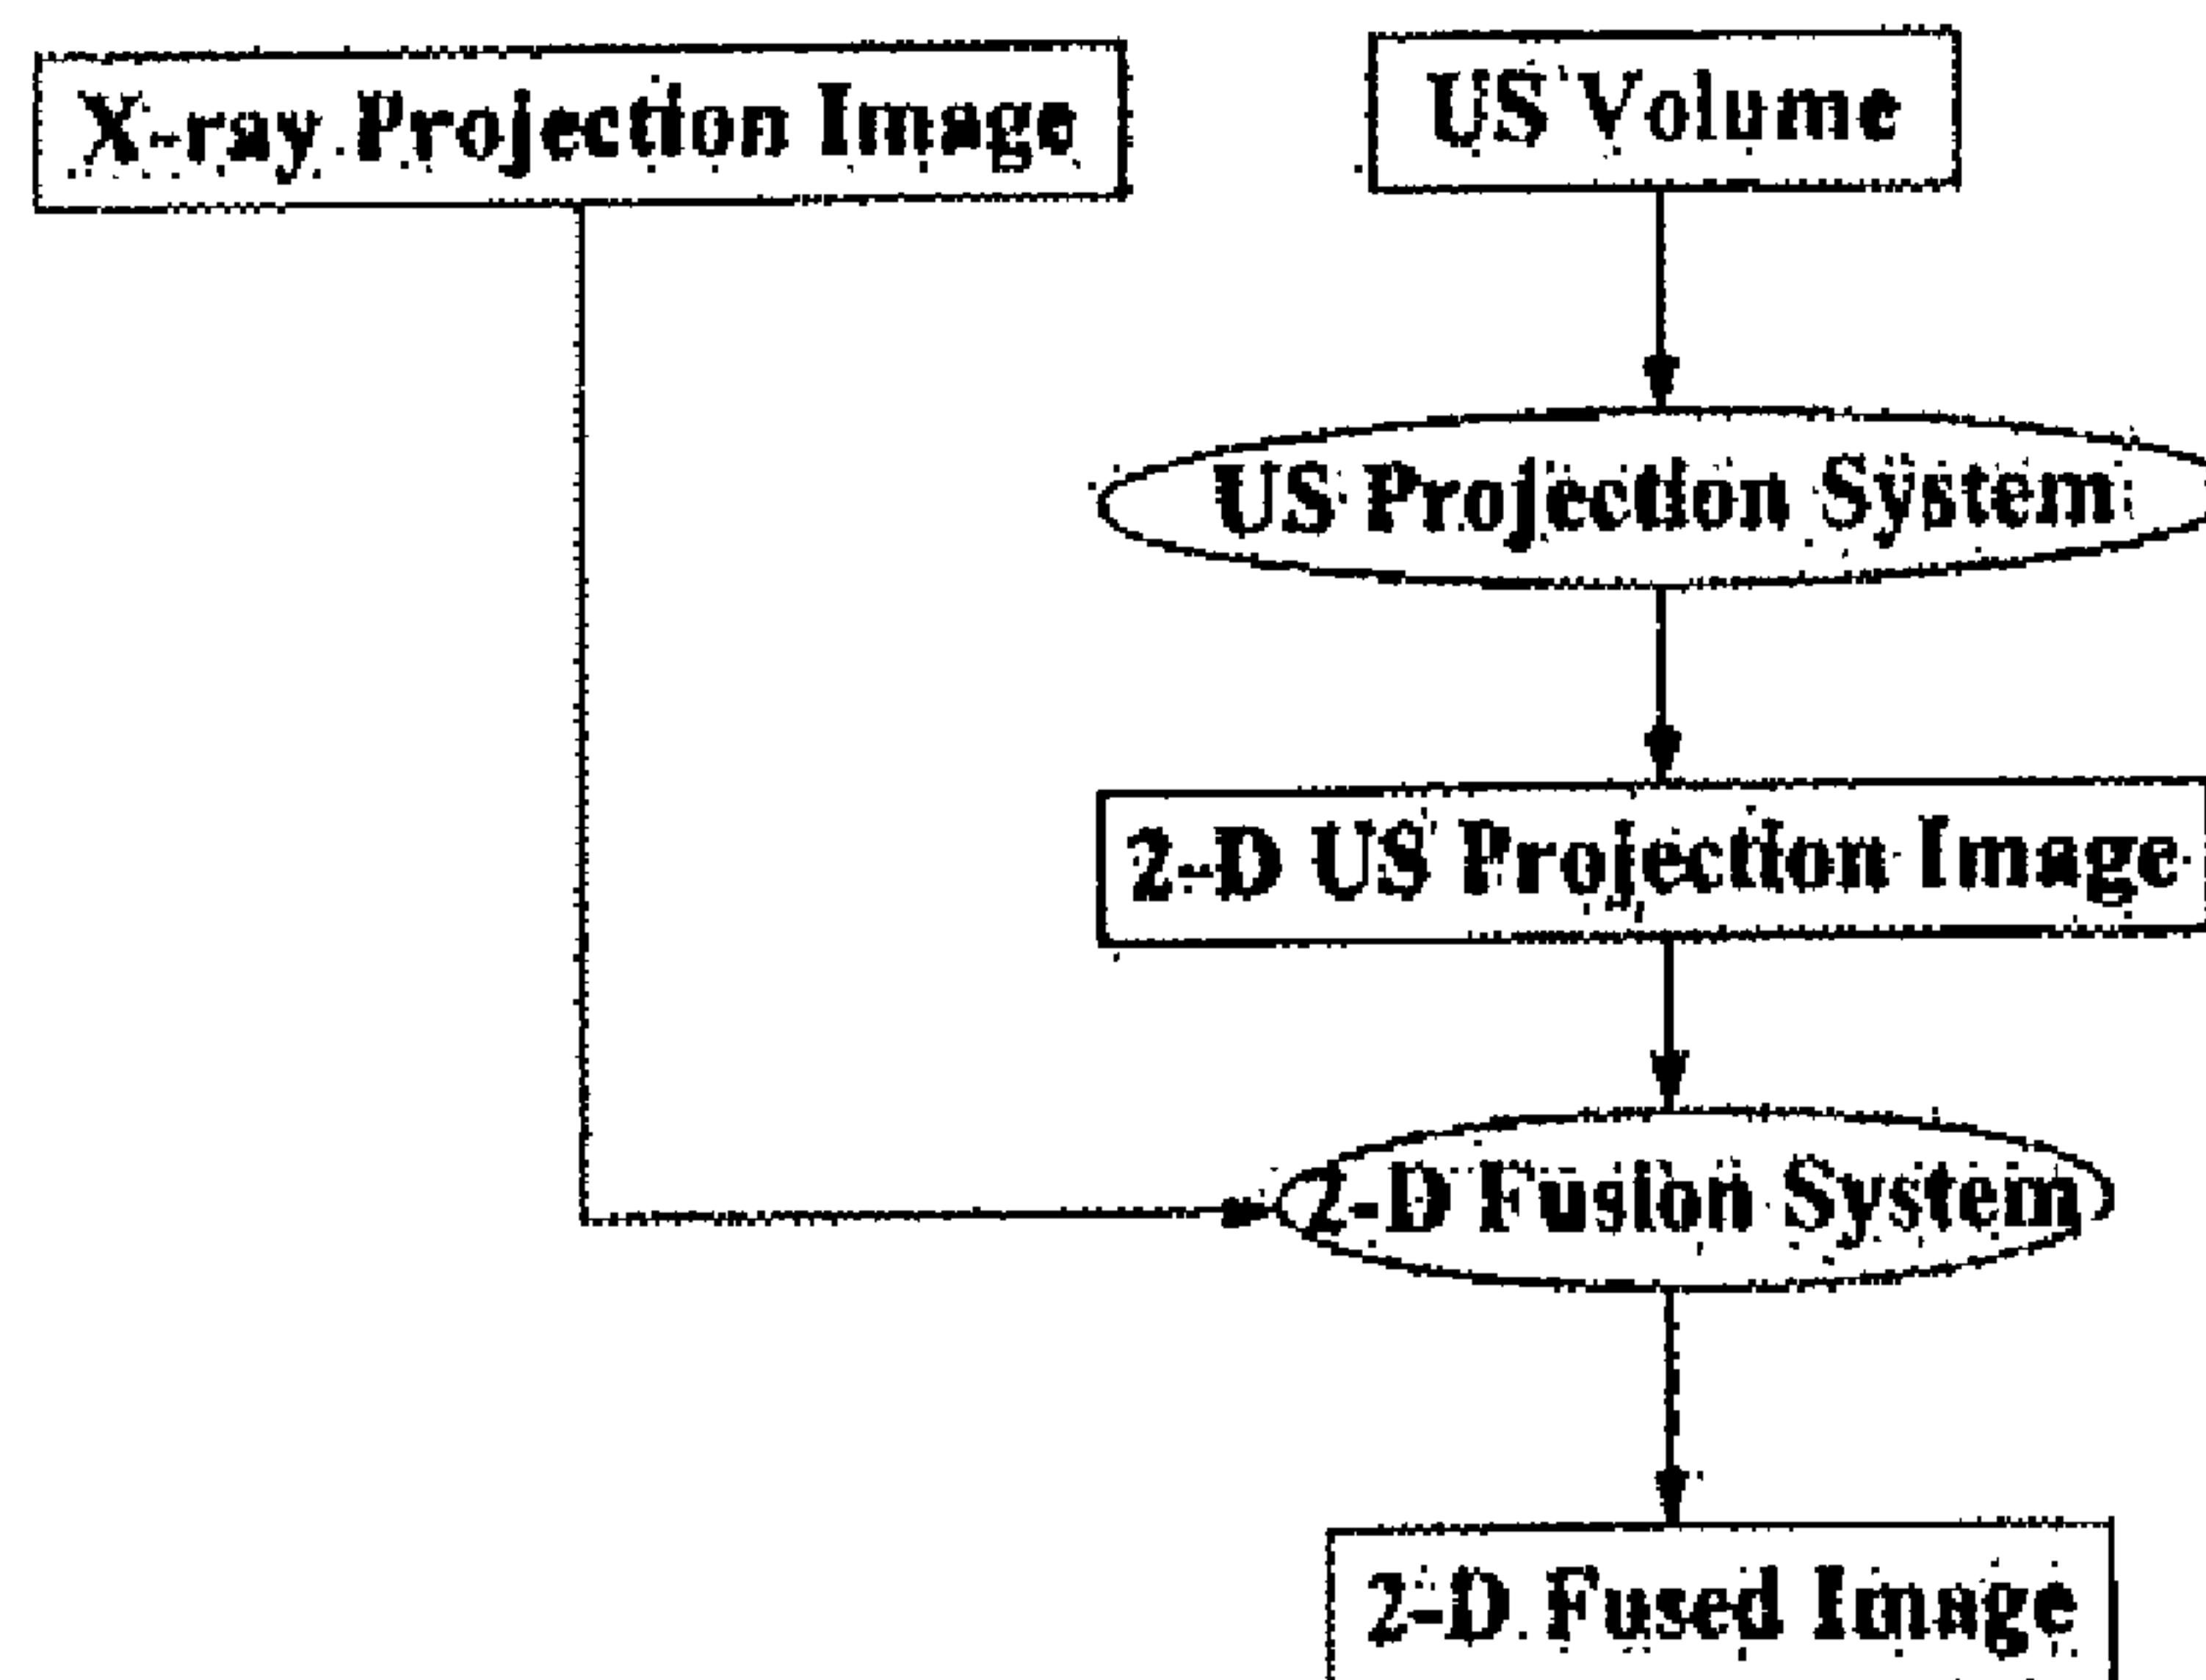 X-ray Projection Image
US Volume
US Projection System
2-D US Projection Image
2-D Fusion System
2-D Fused Image